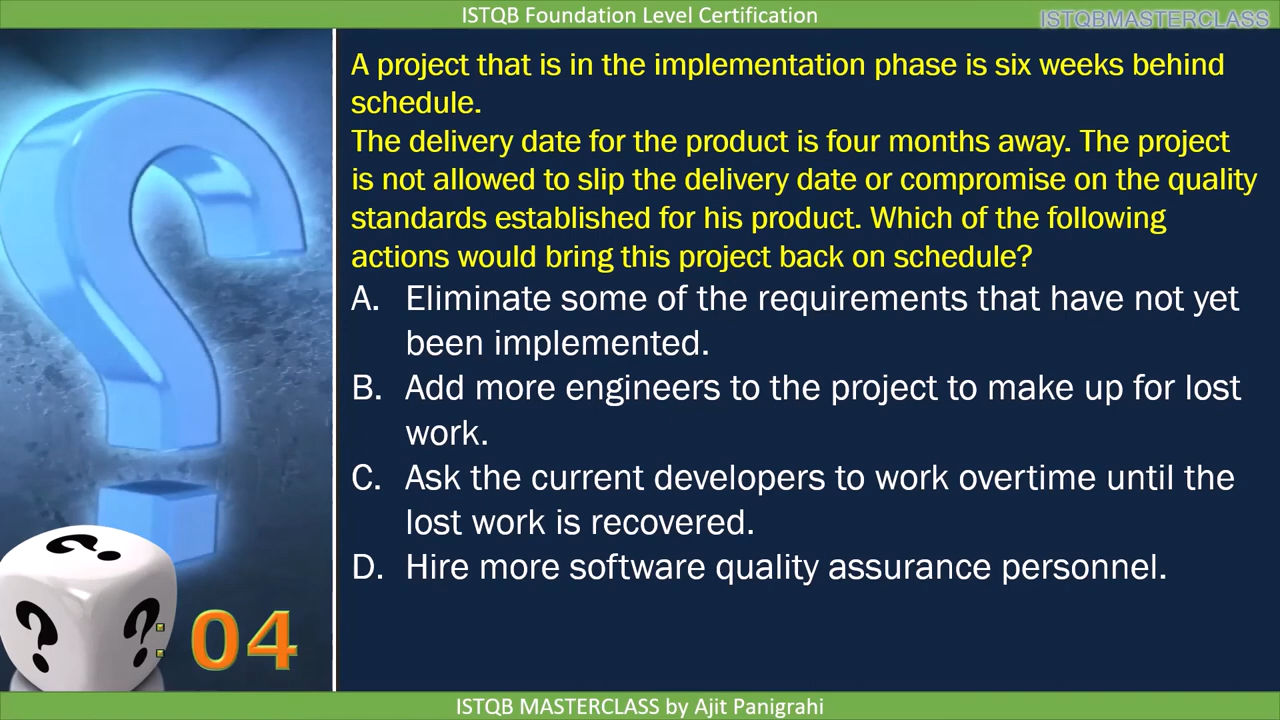 ISTQB Foundation Level Certification
ISTQBMASTERCLASS
A project that is in the implementation phase is six weeks behind
schedule.
The delivery date for the product is four months away. The project
is not allowed to slip the delivery date or compromise on the quality
standards established for his product. Which of the following
actions would bring this project back on schedule?
A. Eliminate some of the requirements that have not yet
been implemented.
B. Add more engineers to the project to make up for lost
work.
C. Ask the current developers to work overtime until the
lost work is recovered.
D. Hire more software quality assurance personnel.
: 04
ISTQB MASTERCLASS by Ajit Panigrahi